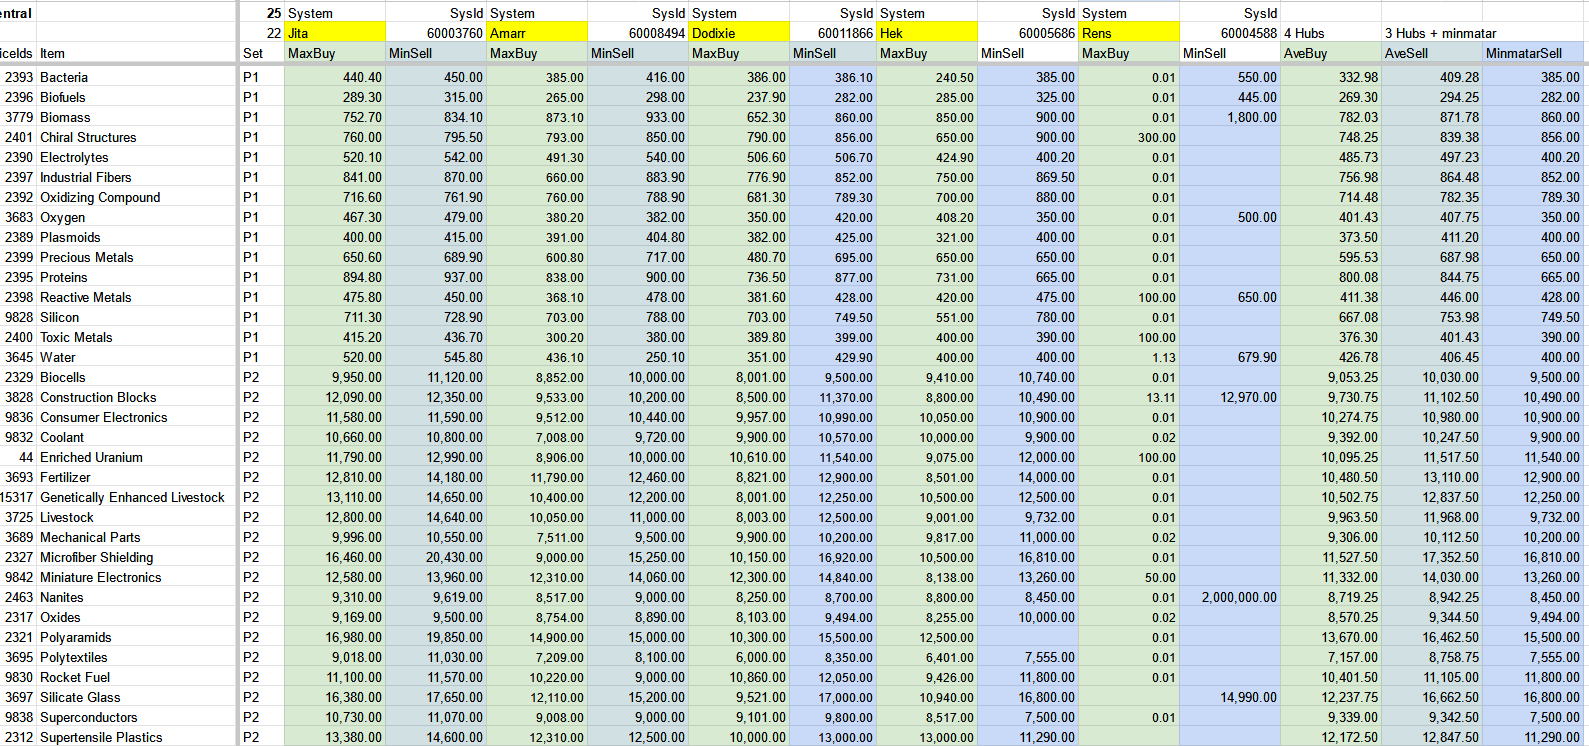 entral 25 System SysId System SysId System SysId System SysId System SysId
22 Jita 60003760 Amarr 60008494 Dodixie 60011866 Hek 60005686 Rens 60004588 4 Hubs 3 Hubs + minmatar
icelds Item Set MaxBuy MinSell MaxBuy MinSell MaxBuy MinSell MaxBuy MinSell MaxBuy MinSell AveBuy AveSell MinmatarSell
2393 Bacteria P1 440.40 450.00 385.00 416.00 386.00 386.10 240.50 385.00 0.01 550.00 332.98 409.28 385.00
2396 Biofuels P1 289.30 315.00 265.00 298.00 237.90 282.00 285.00 325.00 0.01 445.00 269.30 294.25 282.00
3779 Biomass P1 752.70 834.10 873.10 933.00 652.30 860.00 850.00 900.00 0.01 1,800.00 782.03 871.78 860.00
2401 Chiral Structures P1 760.00 795.50 793.00 850.00 790.00 856.00 650.00 900.00 300.00 748.25 839.38 856.00
2390 Electrolytes P1 520.10 542.00 491.30 540.00 506.60 506.70 424.90 400.20 0.01 485.73 497.23 400.20
2397 Industrial Fibers P1 841.00 870.00 660.00 883.90 776.90 852.00 750.00 869.50 0.01 756.98 864.48 852.00
2392 Oxidizing Compound P1 716.60 761.90 760.00 788.90 681.30 789.30 700.00 880.00 0.01 714.48 782.35 789.30
3683 Oxygen P1 467.30 479.00 380.20 382.00 350.00 420.00 408.20 350.00 0.01 500.00 401.43 407.75 350.00
2389 Plasmoids P1 400.00 415.00 391.00 404.80 382.00 425.00 321.00 400.00 0.01 373.50 411.20 400.00
2399 Precious Metals P1 650.60 689.90 600.80 717.00 480.70 695.00 650.00 650.00 0.01 595.53 687.98 650.00
2395 Proteins P1 894.80 937.00 838.00 900.00 736.50 877.00 731.00 665.00 0.01 800.08 844.75 665.00
2398 Reactive Metals P1 475.80 450.00 368.10 478.00 381.60 428.00 420.00 475.00 100.00 650.00 411.38 446.00 428.00
9828 Silicon P1 711.30 728.90 703.00 788.00 703.00 749.50 551.00 780.00 0.01 667.08 753.98 749.50
2400 Toxic Metals P1 415.20 436.70 300.20 380.00 389.80 399.00 400.00 390.00 100.00 376.30 401.43 390.00
3645 Water P1 520.00 545.80 436.10 250.10 351.00 429.90 400.00 400.00 1.13 679.90 426.78 406.45 400.00
2329 Biocells P2 9,950.00 11,120.00 8,852.00 10,000.00 8,001.00 9,500.00 9,410.00 10,740.00 0.01 9,053.25 10,030.00 9,500.00
3828 Construction Blocks P2 12,090.00 12,350.00 9,533.00 10,200.00 8,500.00 11,370.00 8,800.00 10,490.00 13.11 12,970.00 9,730.75 11,102.50 10,490.00
9836 Consumer Electronics P2 11,580.00 11,590.00 9,512.00 10,440.00 9,957.00 10,990.00 10,050.00 10,900.00 0.01 10,274.75 10,980.00 10,900.00
9832 Coolant P2 10,660.00 10,800.00 7,008.00 9,720.00 9,900.00 10,570.00 10,000.00 9,900.00 0.02 9,392.00 10,247.50 9,900.00
44 Enriched Uranium P2 11,790.00 12,990.00 8,906.00 10,000.00 10,610.00 11,540.00 9,075.00 12,000.00 100.00 10,095.25 11,517.50 11,540.00
3693 Fertilizer P2 12,810.00 14,180.00 11,790.00 12,460.00 8,821.00 12,900.00 8,501.00 14,000.00 0.01 10,480.50 13,110.00 12,900.00
15317 Genetically Enhanced Livestock P2 13,110.00 14,650.00 10,400.00 12,200.00 8,001.00 12,250.00 10,500.00 12,500.00 0.01 10,502.75 12,837.50 12,250.00
3725 Livestock P2 12,800.00 14,640.00 10,050.00 11,000.00 8,003.00 12,500.00 9,001.00 9,732.00 0.01 9,963.50 11,968.00 9,732.00
3689 Mechanical Parts P2 9,996.00 10,550.00 7,511.00 9,500.00 9,900.00 10,200.00 9,817.00 11,000.00 0.02 9,306.00 10,112.50 10,200.00
2327 Microfiber Shielding P2 16,460.00 20,430.00 9,000.00 15,250.00 10,150.00 16,920.00 10,500.00 16,810.00 0.01 11,527.50 17,352.50 16,810.00
9842 Miniature Electronics P2 12,580.00 13,960.00 12,310.00 14,060.00 12,300.00 14,840.00 8,138.00 13,260.00 50.00 11,332.00 14,030.00 13,260.00
2463 Nanites P2 9,310.00 9,619.00 8,517.00 9,000.00 8,250.00 8,700.00 8,800.00 8,450.00 0.01 2,000,000.00 8,719.25 8,942.25 8,450.00
2317 Oxides P2 9,169.00 9,500.00 8,754.00 8,890.00 8,103.00 9,494.00 8,255.00 10,000.00 0.02 8,570.25 9,344.50 9,494.00
2321 Polyaramids P2 16,980.00 19,850.00 14,900.00 15,000.00 10,300.00 15,500.00 12,500.00 0.01 13,670.00 16,462.50 15,500.00
3695 Polytextiles P2 9,018.00 11,030.00 7,209.00 8,100.00 6,000.00 8,350.00 6,401.00 7,555.00 0.01 7,157.00 8,758.75 7,555.00
9830 Rocket Fuel P2 11,100.00 11,570.00 10,220.00 9,000.00 10,860.00 12,050.00 9,426.00 11,800.00 0.01 10,401.50 11,105.00 11,800.00
3697 Silicate Glass P2 16,380.00 17,650.00 12,110.00 15,200.00 9,521.00 17,000.00 10,940.00 16,800.00 14,990.00 12,237.75 16,662.50 16,800.00
9838 Superconductors P2 10,730.00 11,070.00 9,008.00 9,000.00 9,101.00 9,800.00 8,517.00 7,500.00 0.01 9,339.00 9,342.50 7,500.00
2312 Supertensile Plastics P2 13,380.00 14,600.00 12,310.00 12,500.00 10,000.00 13,000.00 13,000.00 11,290.00 12,172.50 12,847.50 11,290.00